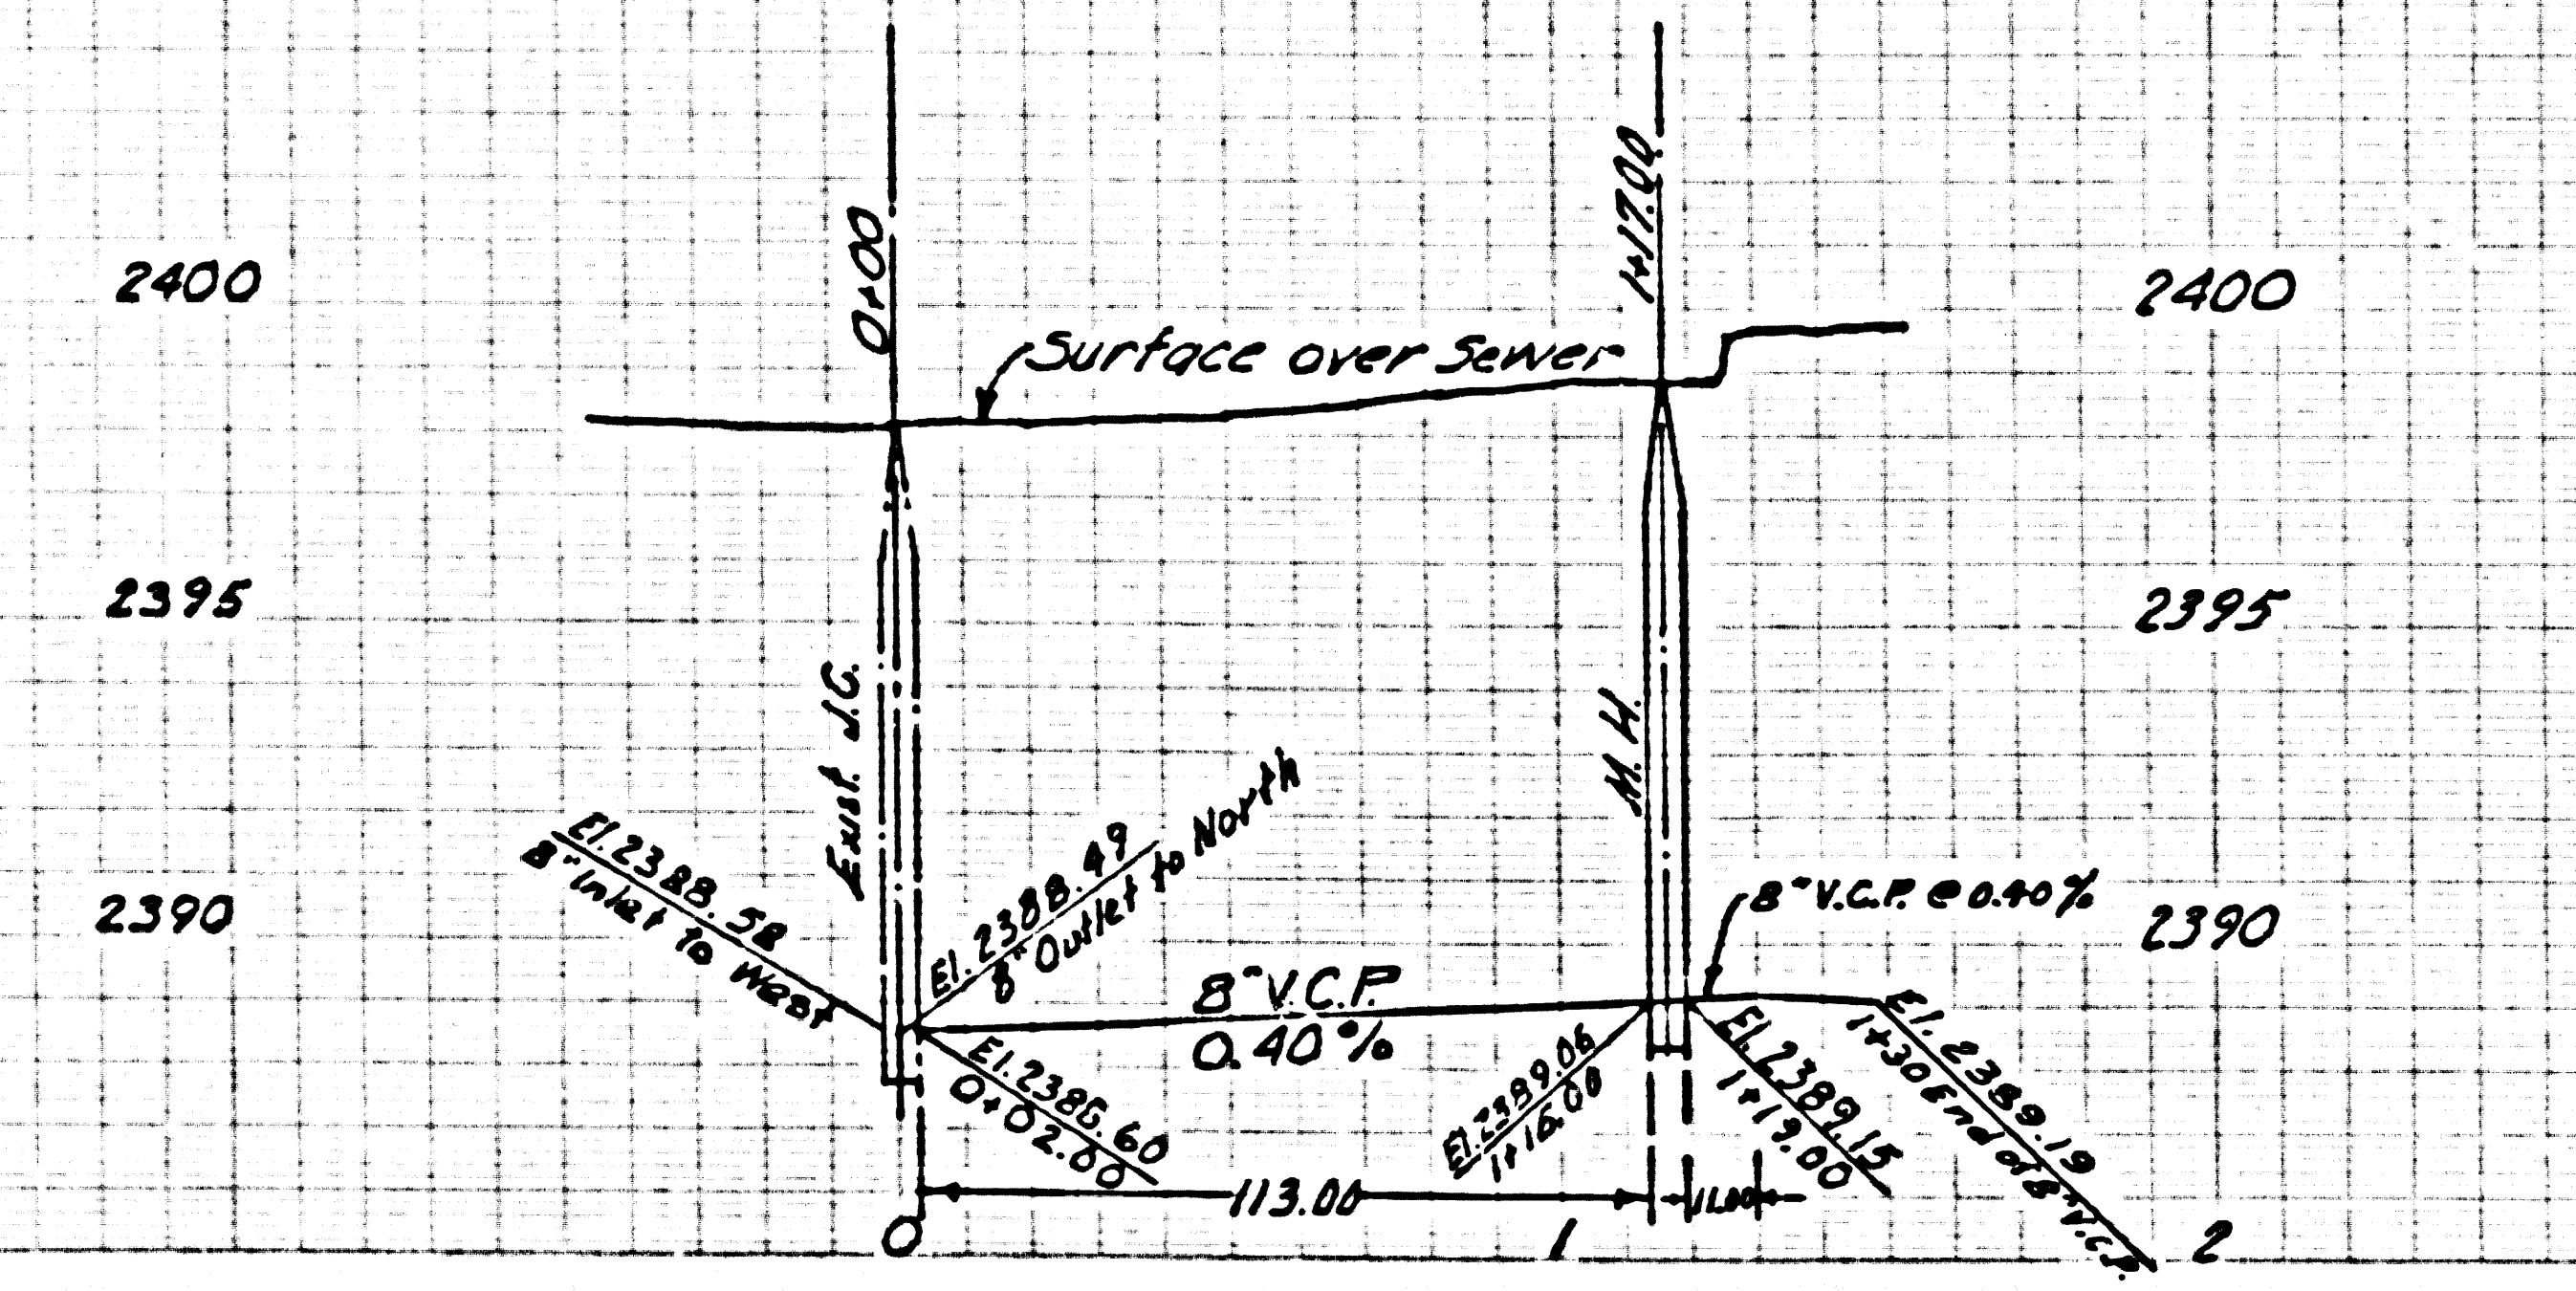 0+00
1+17.00
2400
2400
Surface over Sewer
2395
2395
Exist. J.C.
M.H.
El. 2388.58
8" Inlet to West
El. 2388.49
8" Outlet to North
2390
8" V.C.P. @ 0.40%
2390
8" V.C.P.
0.40%
El. 2388.60
0+02.00
El. 2389.06
1+16.00
El. 2389.15
1+19.00
El. 2389.19
1+30 End of 8" V.C.P.
113.00
11.00
0
1
2